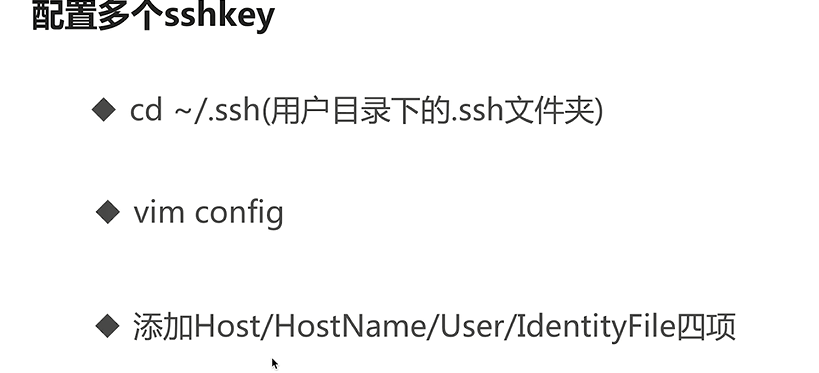 配置多个sshkey
◆ cd ~/.ssh(用户目录下的.ssh文件夹)
◆ vim config
◆ 添加Host/HostName/User/IdentityFile四项